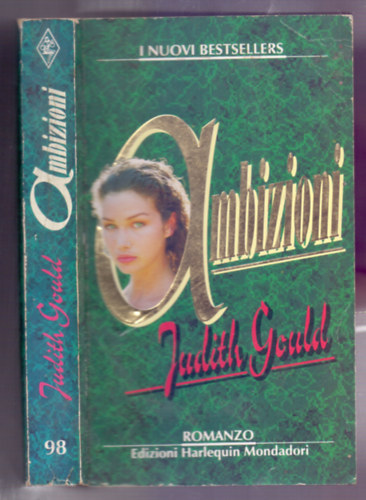 I NUOVI BESTSELLERS
Ambizioni
Judith Gould
ROMANZO
Edizioni Harlequin Mondadori
Ambizioni
Judith Gould
98